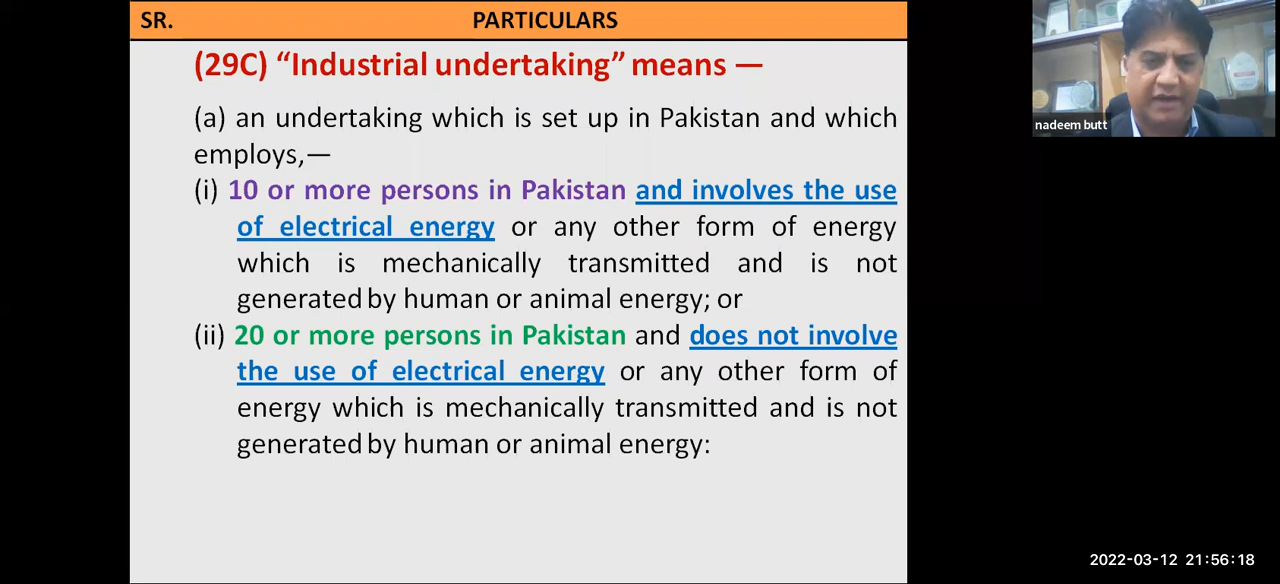 SR. PARTICULARS
(29C) “Industrial undertaking” means —
(a) an undertaking which is set up in Pakistan and which
employs,—
(i) 10 or more persons in Pakistan and involves the use
of electrical energy or any other form of energy
which is mechanically transmitted and is not
generated by human or animal energy; or
(ii) 20 or more persons in Pakistan and does not involve
the use of electrical energy or any other form of
energy which is mechanically transmitted and is not
generated by human or animal energy:
nadeem butt
2022-03-12 21:56:18